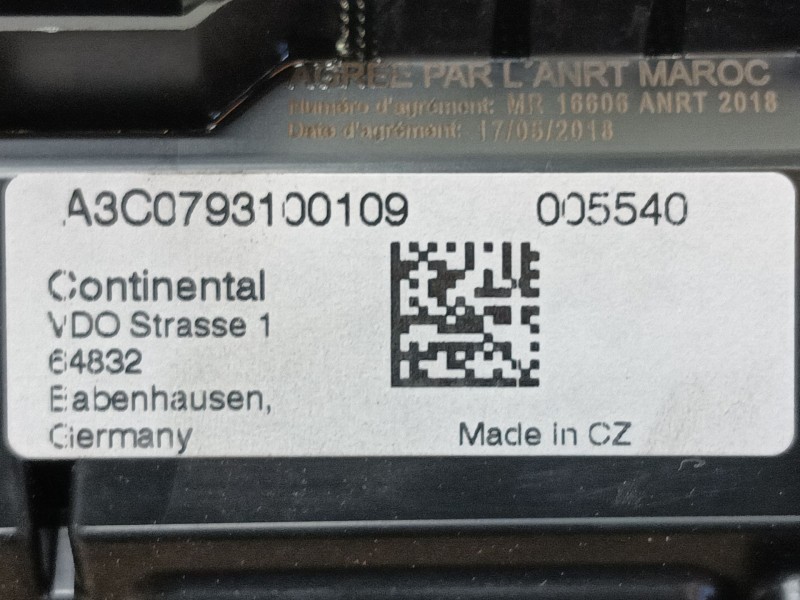 AGRÉÉ PAR L'ANRT MAROC
Numéro d'agrément: MR 16606 ANRT 2018
Date d'agrément: 17/05/2018
A3C0793100109 005540
Continental
VDO Strasse 1
64832
Babenhausen,
Germany
Made in CZ